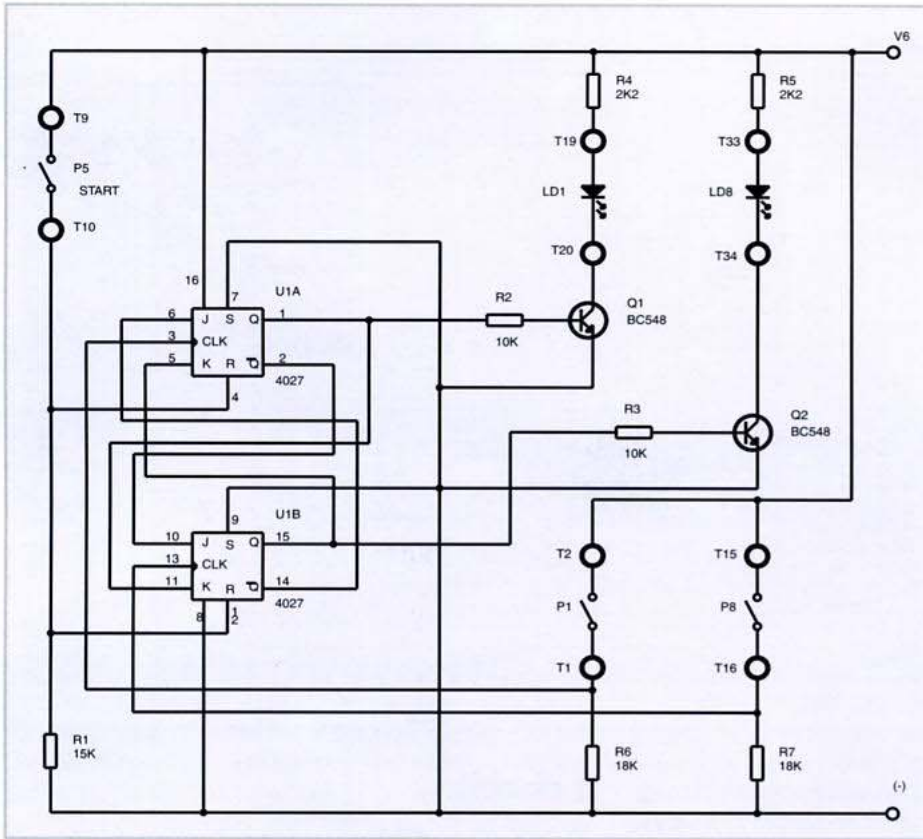 V6
R4
2K2
R5
2K2
T9
T19
T33
P5
START
LD1
LD8
T10
T20
T34
16
7
U1A
6
J
S
Q
1
R2
10K
Q1
BC548
3
CLK
5
K
R
Q
2
4027
4
R3
10K
Q2
BC548
9
U1B
10
J
S
Q
15
13
CLK
11
K
R
Q
14
4027
8
1
2
T2
T15
P1
P8
T1
T16
R1
15K
R6
18K
R7
18K
(-)